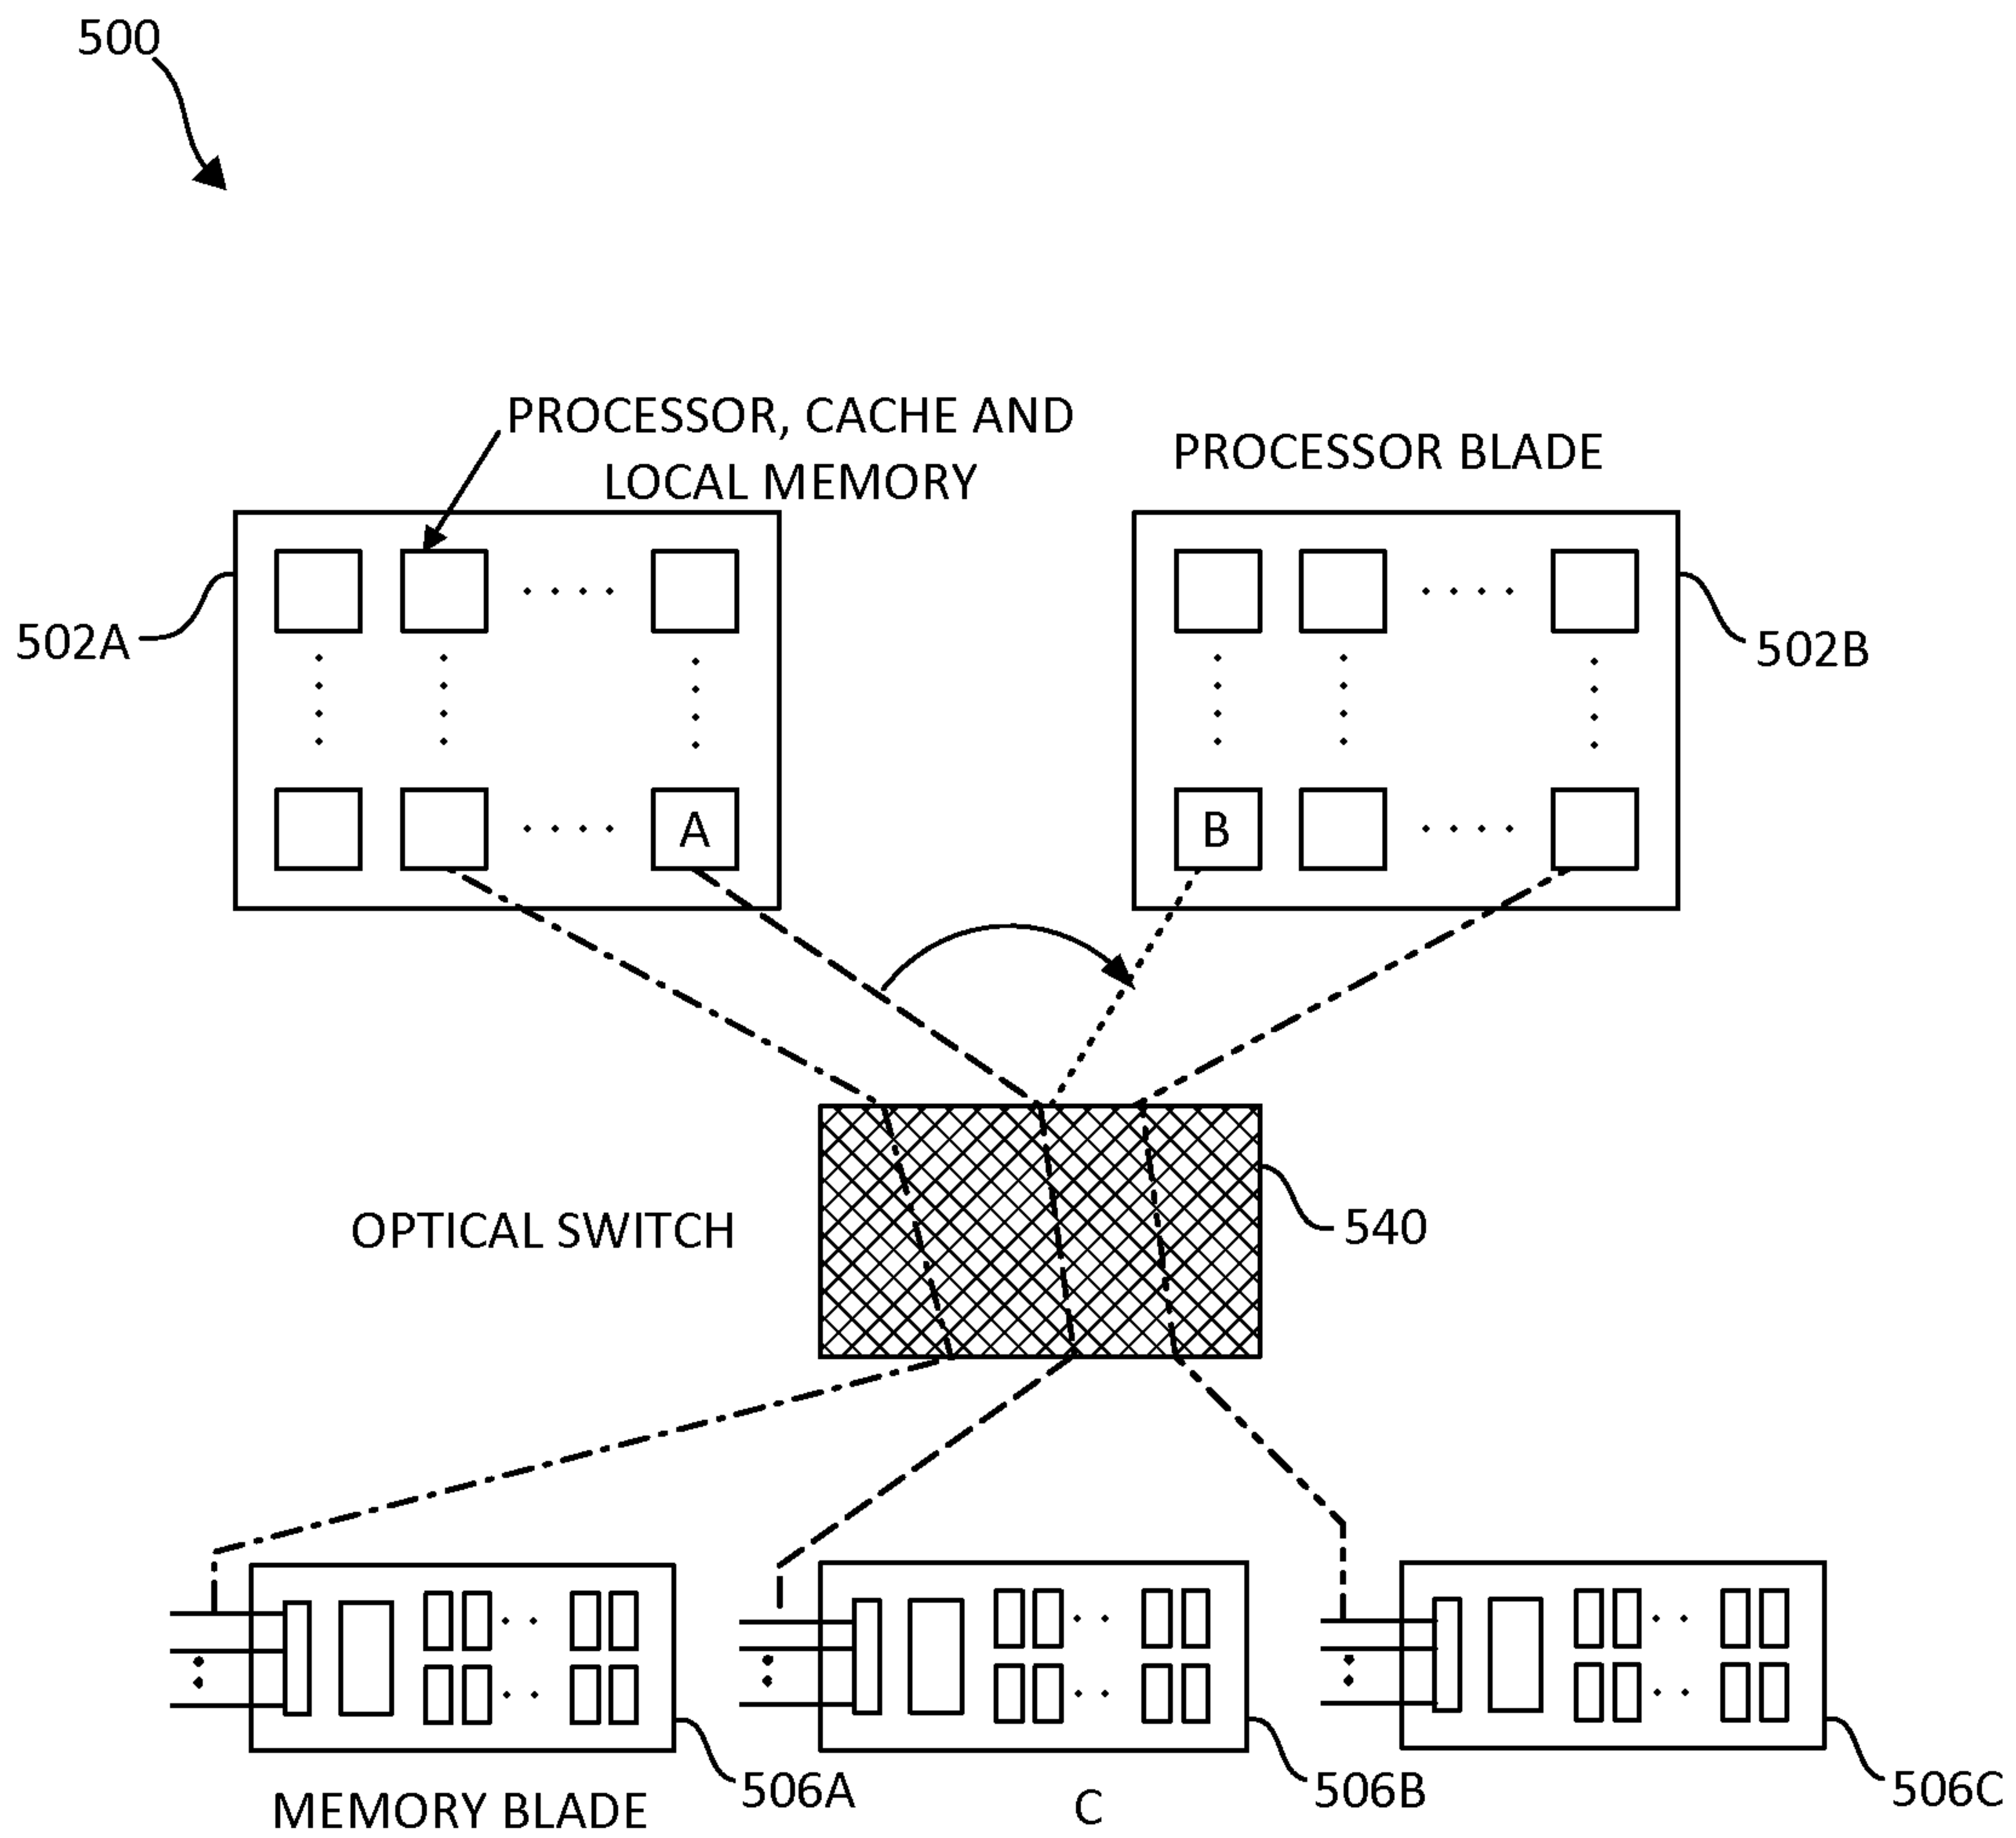 500
PROCESSOR, CACHE AND
LOCAL MEMORY
PROCESSOR BLADE
502A
502B
A
B
OPTICAL SWITCH
540
506A
506B
506C
MEMORY BLADE
C